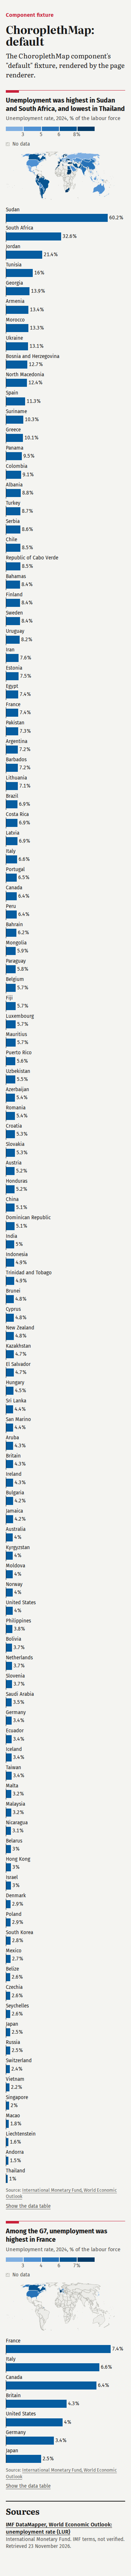 Component fixture
ChoroplethMap:
default
The ChoroplethMap component's
"default" fixture, rendered by the page
renderer.
Unemployment was highest in Sudan
and South Africa, and lowest in Thailand
Unemployment rate, 2024, % of the labour force
3 5 6 8%
No data
Sudan
60.2%
South Africa
32.6%
Jordan
21.4%
Tunisia
16%
Georgia
13.9%
Armenia
13.4%
Morocco
13.3%
Ukraine
13.1%
Bosnia and Herzegovina
12.7%
North Macedonia
12.4%
Spain
11.3%
Suriname
10.3%
Greece
10.1%
Panama
9.5%
Colombia
9.1%
Albania
8.8%
Turkey
8.7%
Serbia
8.6%
Chile
8.5%
Republic of Cabo Verde
8.5%
Bahamas
8.4%
Finland
8.4%
Sweden
8.4%
Uruguay
8.2%
Iran
7.6%
Estonia
7.5%
Egypt
7.4%
France
7.4%
Pakistan
7.3%
Argentina
7.2%
Barbados
7.2%
Lithuania
7.1%
Brazil
6.9%
Costa Rica
6.9%
Latvia
6.9%
Italy
6.6%
Portugal
6.5%
Canada
6.4%
Peru
6.4%
Bahrain
6.2%
Mongolia
5.9%
Paraguay
5.8%
Belgium
5.7%
Fiji
5.7%
Luxembourg
5.7%
Mauritius
5.7%
Puerto Rico
5.6%
Uzbekistan
5.5%
Azerbaijan
5.4%
Romania
5.4%
Croatia
5.3%
Slovakia
5.3%
Austria
5.2%
Honduras
5.2%
China
5.1%
Dominican Republic
5.1%
India
5%
Indonesia
4.9%
Trinidad and Tobago
4.9%
Brunei
4.8%
Cyprus
4.8%
New Zealand
4.8%
Kazakhstan
4.7%
El Salvador
4.7%
Hungary
4.5%
Sri Lanka
4.4%
San Marino
4.4%
Aruba
4.3%
Britain
4.3%
Ireland
4.3%
Bulgaria
4.2%
Jamaica
4.2%
Australia
4%
Kyrgyzstan
4%
Moldova
4%
Norway
4%
United States
4%
Philippines
3.8%
Bolivia
3.7%
Netherlands
3.7%
Slovenia
3.7%
Saudi Arabia
3.5%
Germany
3.4%
Ecuador
3.4%
Iceland
3.4%
Taiwan
3.4%
Malta
3.2%
Malaysia
3.2%
Nicaragua
3.1%
Belarus
3%
Hong Kong
3%
Israel
3%
Denmark
2.9%
Poland
2.9%
South Korea
2.8%
Mexico
2.7%
Belize
2.6%
Czechia
2.6%
Seychelles
2.6%
Japan
2.5%
Russia
2.5%
Switzerland
2.4%
Vietnam
2.2%
Singapore
2%
Macao
1.8%
Liechtenstein
1.6%
Andorra
1.5%
Thailand
1%
Source: International Monetary Fund, World Economic
Outlook
Show the data table
Among the G7, unemployment was
highest in France
Unemployment rate, 2024, % of the labour force
3 4 6 7%
No data
France
7.4%
Italy
6.6%
Canada
6.4%
Britain
4.3%
United States
4%
Germany
3.4%
Japan
2.5%
Source: International Monetary Fund, World Economic
Outlook
Show the data table
Sources
IMF DataMapper, World Economic Outlook:
unemployment rate (LUR)
International Monetary Fund. IMF terms, not verified.
Retrieved 23 November 2026.